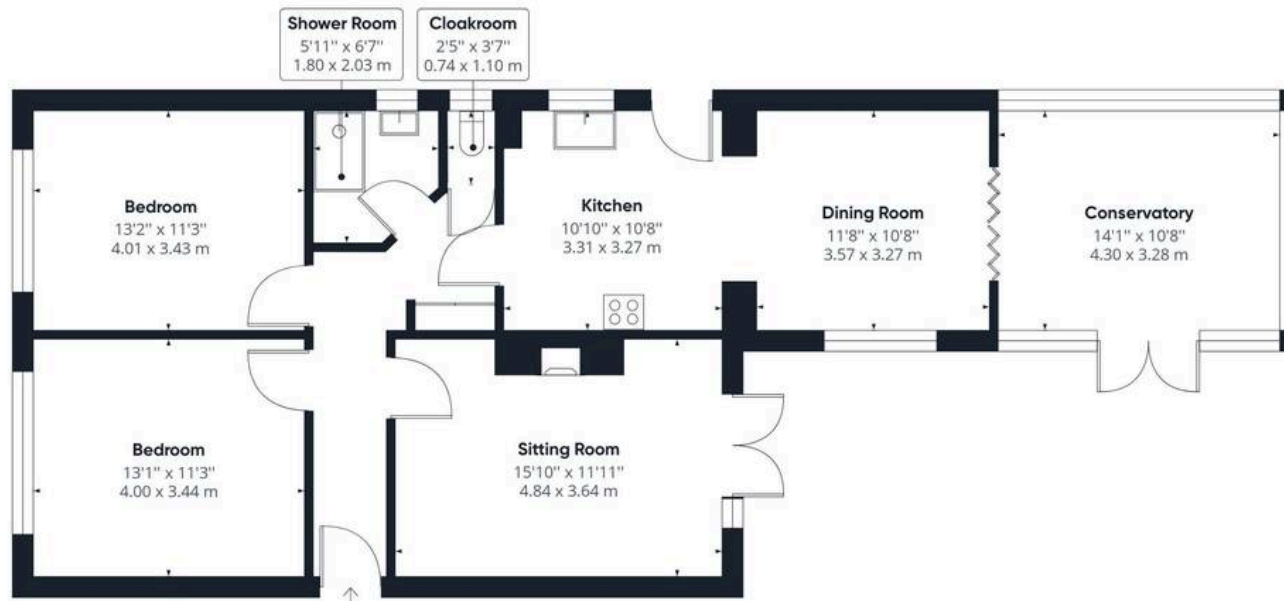 Shower Room
5'11" x 6'7"
1.80 x 2.03 m
Cloakroom
2'5" x 3'7"
0.74 x 1.10 m
Bedroom
13'2" x 11'3"
4.01 x 3.43 m
Kitchen
10'10" x 10'8"
3.31 x 3.27 m
Dining Room
11'8" x 10'8"
3.57 x 3.27 m
Conservatory
14'1" x 10'8"
4.30 x 3.28 m
Bedroom
13'1" x 11'3"
4.00 x 3.44 m
Sitting Room
15'10" x 11'11"
4.84 x 3.64 m